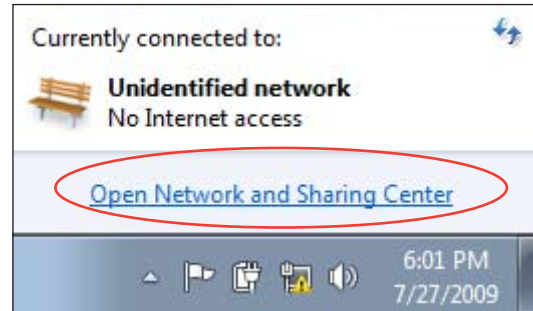 Currently connected to:
Unidentified network
No Internet access
Open Network and Sharing Center
6:01 PM
7/27/2009